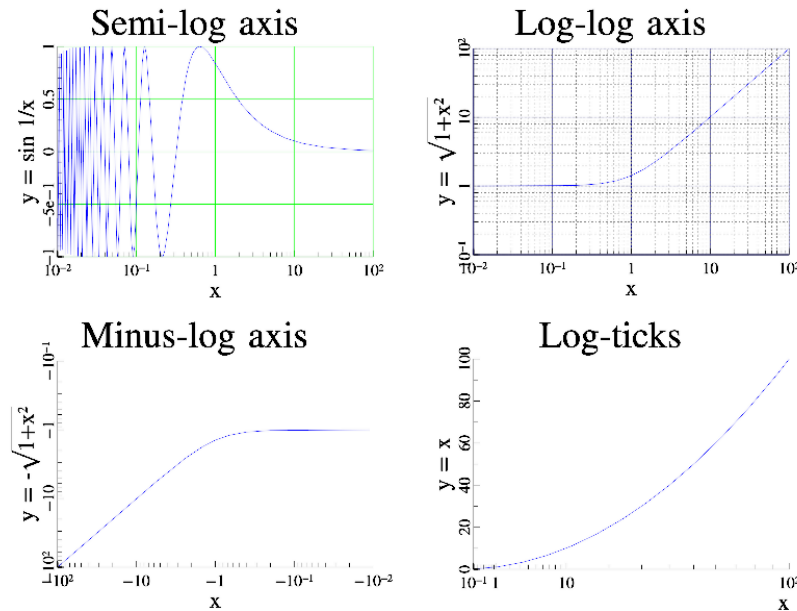 Semi-log axis
y = sin 1/x
1
0.5
0
5e−1
−1
10⁻² 10⁻¹ 1 10 10²
x
Log-log axis
y = √1+x²
10²
10
1
10⁻¹
10⁻² 10⁻¹ 1 10 10²
x
Minus-log axis
y = -√1+x²
−10⁻¹
−1
−10
−10²
−10² −10 −1 −10⁻¹ −10⁻²
x
Log-ticks
y = x
100
80
60
40
20
0
10⁻¹ 1 10
x